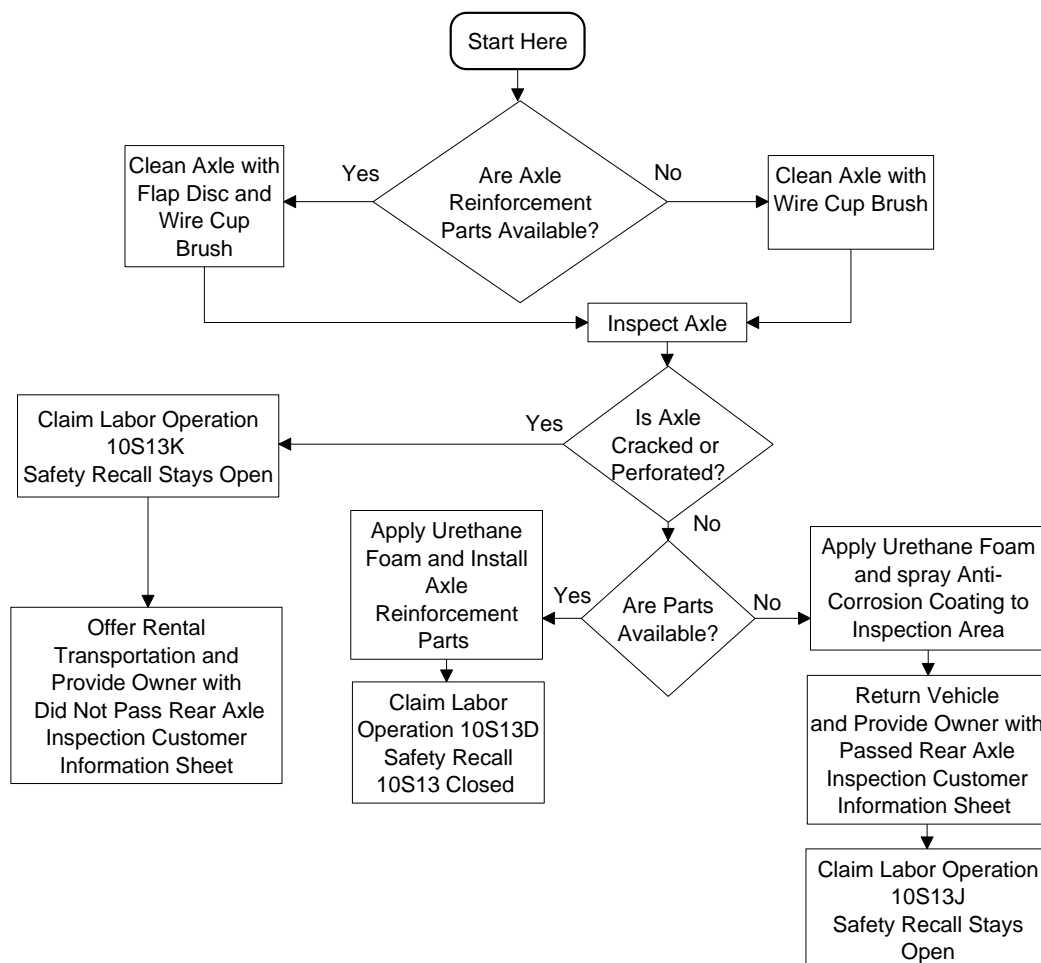 Start Here
Are Axle
Reinforcement
Parts Available?
Yes
No
Clean Axle with
Flap Disc and
Wire Cup
Brush
Clean Axle with
Wire Cup Brush
Inspect Axle
Is Axle
Cracked or
Perforated?
Yes
No
Claim Labor Operation
10S13K
Safety Recall Stays Open
Offer Rental
Transportation and
Provide Owner with
Did Not Pass Rear Axle
Inspection Customer
Information Sheet
Are Parts
Available?
Yes
No
Apply Urethane
Foam and Install
Axle
Reinforcement
Parts
Claim Labor
Operation 10S13D
Safety Recall
10S13 Closed
Apply Urethane Foam
and spray Anti-
Corrosion Coating to
Inspection Area
Return Vehicle
and Provide Owner with
Passed Rear Axle
Inspection Customer
Information Sheet
Claim Labor Operation
10S13J
Safety Recall Stays
Open